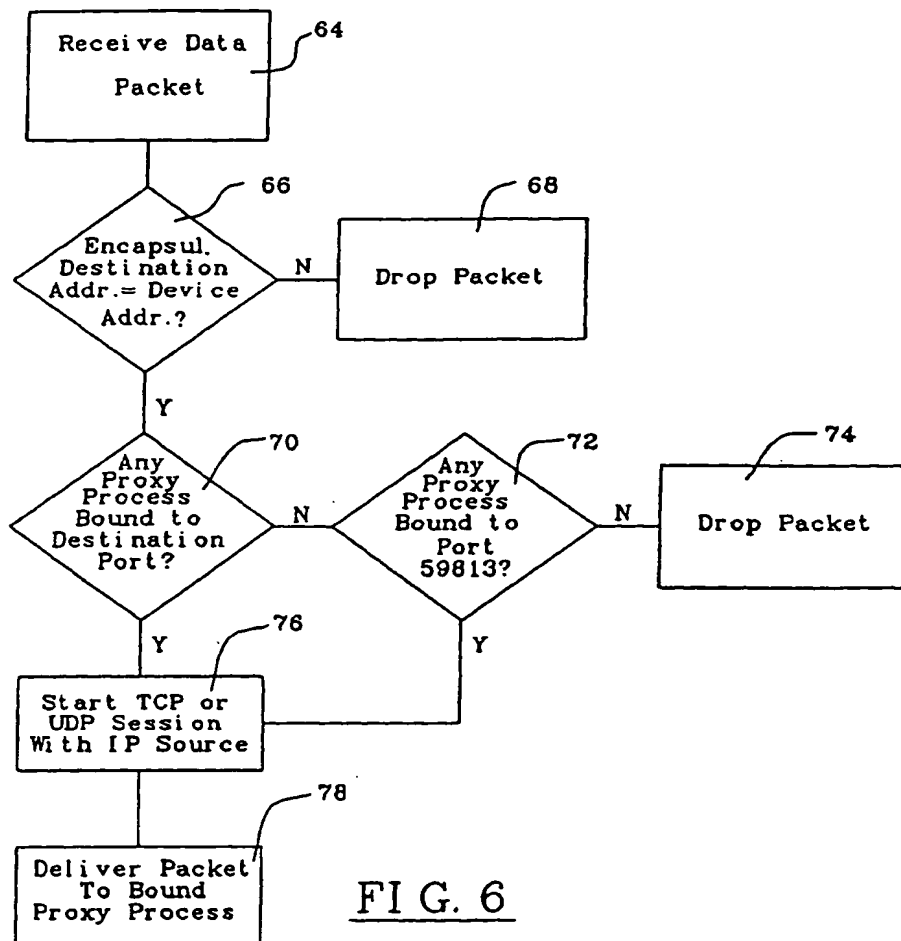 Receive Data
Packet
64
66
Encapsul.
Destination
Addr.= Device
Addr.?
N
68
Drop Packet
Y
70
Any
Proxy
Process
Bound to
Destination
Port?
N
72
Any
Proxy
Process
Bound to
Port
59813?
N
74
Drop Packet
Y
Y
76
Start TCP or
UDP Session
With IP Source
78
Deliver Packet
To Bound
Proxy Process
FIG. 6